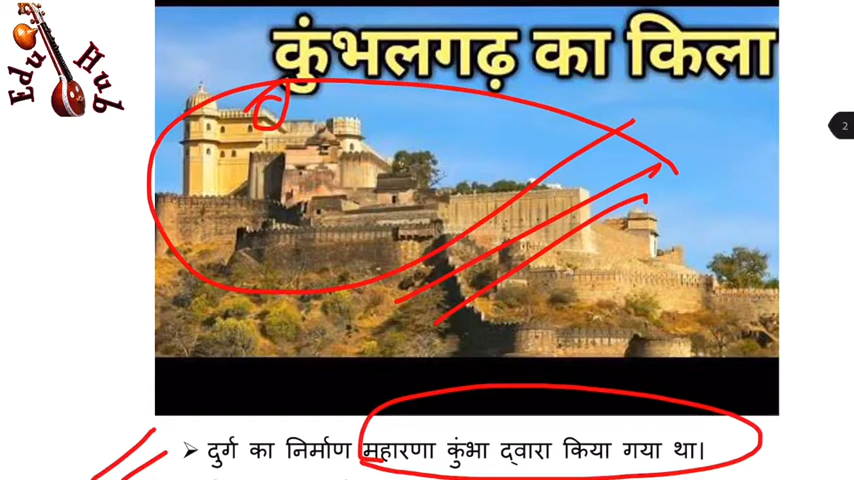 Edu Hub
कुंभलगढ़ का किला
2
➢ दुर्ग का निर्माण महारणा कुंभा द्वारा किया गया था।